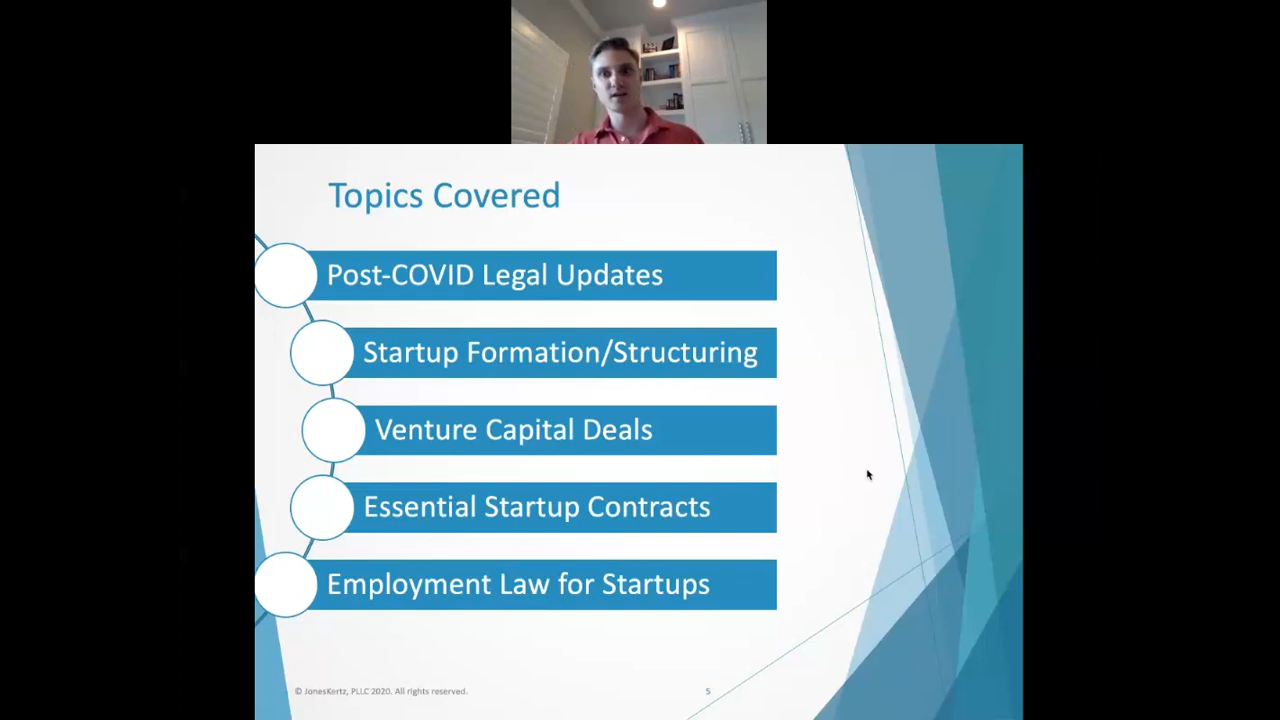 Topics Covered
Post-COVID Legal Updates
Startup Formation/Structuring
Venture Capital Deals
Essential Startup Contracts
Employment Law for Startups
© JonesKertz, PLLC 2020. All rights reserved.
5